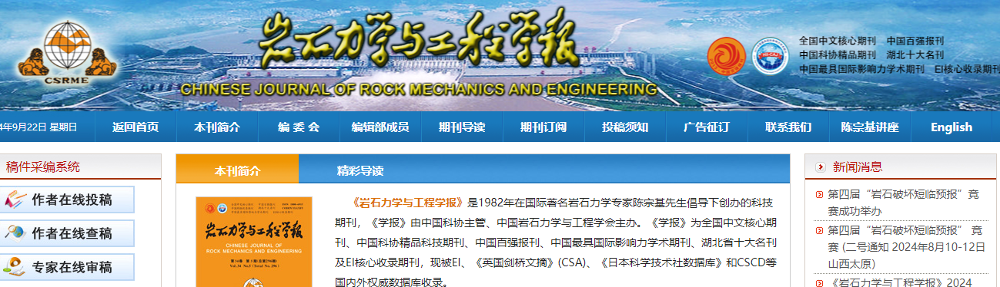 岩石力学与工程学报
CHINESE JOURNAL OF ROCK MECHANICS AND ENGINEERING
CSRME
全国中文核心期刊 中国百强报刊
中国科协精品期刊 湖北十大名刊
中国最具国际影响力学术期刊 EI核心收录期刊
4年9月22日 星期日
返回首页 本刊简介 编 委 会 编辑部成员 期刊导读 期刊订阅 投稿须知 广告征订 联系我们 陈宗基讲座 English
稿件采编系统
作者在线投稿
作者在线查稿
专家在线审稿
本刊简介 精彩导读
岩石力学与工程学报
CHINESE JOURNAL OF
ROCK MECHANICS AND ENGINEERING
《岩石力学与工程学报》是1982年在国际著名岩石力学专家陈宗基先生倡导下创办的科技
期刊，《学报》由中国科协主管、中国岩石力学与工程学会主办。《学报》为全国中文核心期
刊、中国科协精品科技期刊、中国百强报刊、中国最具国际影响力学术期刊、湖北省十大名刊
及EI核心收录期刊，现被EI、《英国剑桥文摘》(CSA)、《日本科学技术社数据库》和CSCD等
国内外权威数据库收录。
新闻消息
第四届“岩石破坏短临预报”竞
赛成功举办
第四届“岩石破坏短临预报” 竞
赛 (二号通知 2024年8月10-12日
山西太原)
《岩石力学与工程学报》2024